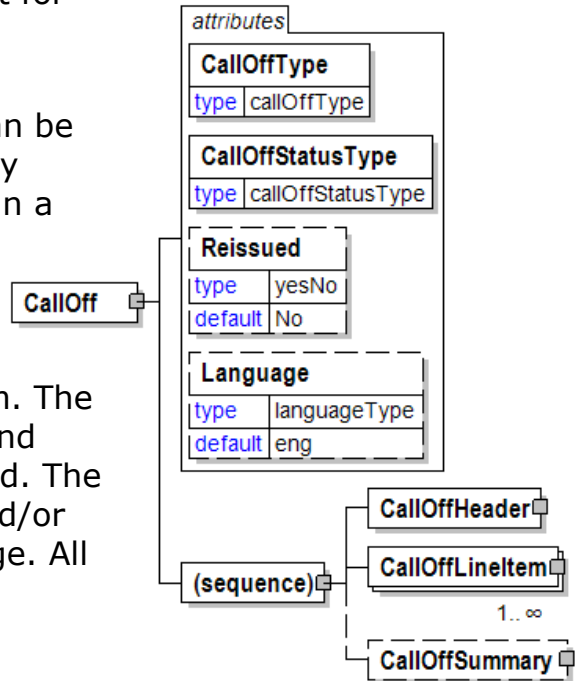 t for
an be
y
n a
n. The
nd
d. The
d/or
ge. All
attributes
CallOffType
type callOffType
CallOffStatusType
type callOffStatusType
Reissued
type yesNo
default No
Language
type languageType
default eng
CallOff
(sequence)
CallOffHeader
CallOffLineItem
1.. ∞
CallOffSummary